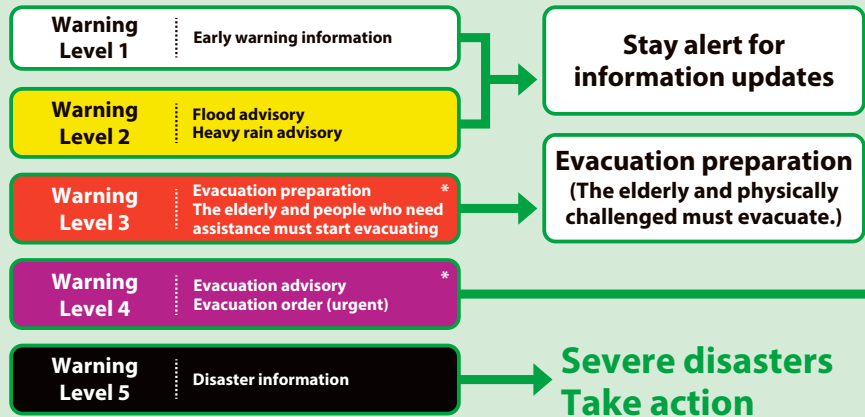 Warning
Level 1
Early warning information
Stay alert for
information updates
Warning
Level 2
Flood advisory
Heavy rain advisory
Warning
Level 3
Evacuation preparation *
The elderly and people who need
assistance must start evacuating
Evacuation preparation
(The elderly and physically
challenged must evacuate.)
Warning
Level 4
Evacuation advisory *
Evacuation order (urgent)
Warning
Level 5
Disaster information
Severe disasters
Take action